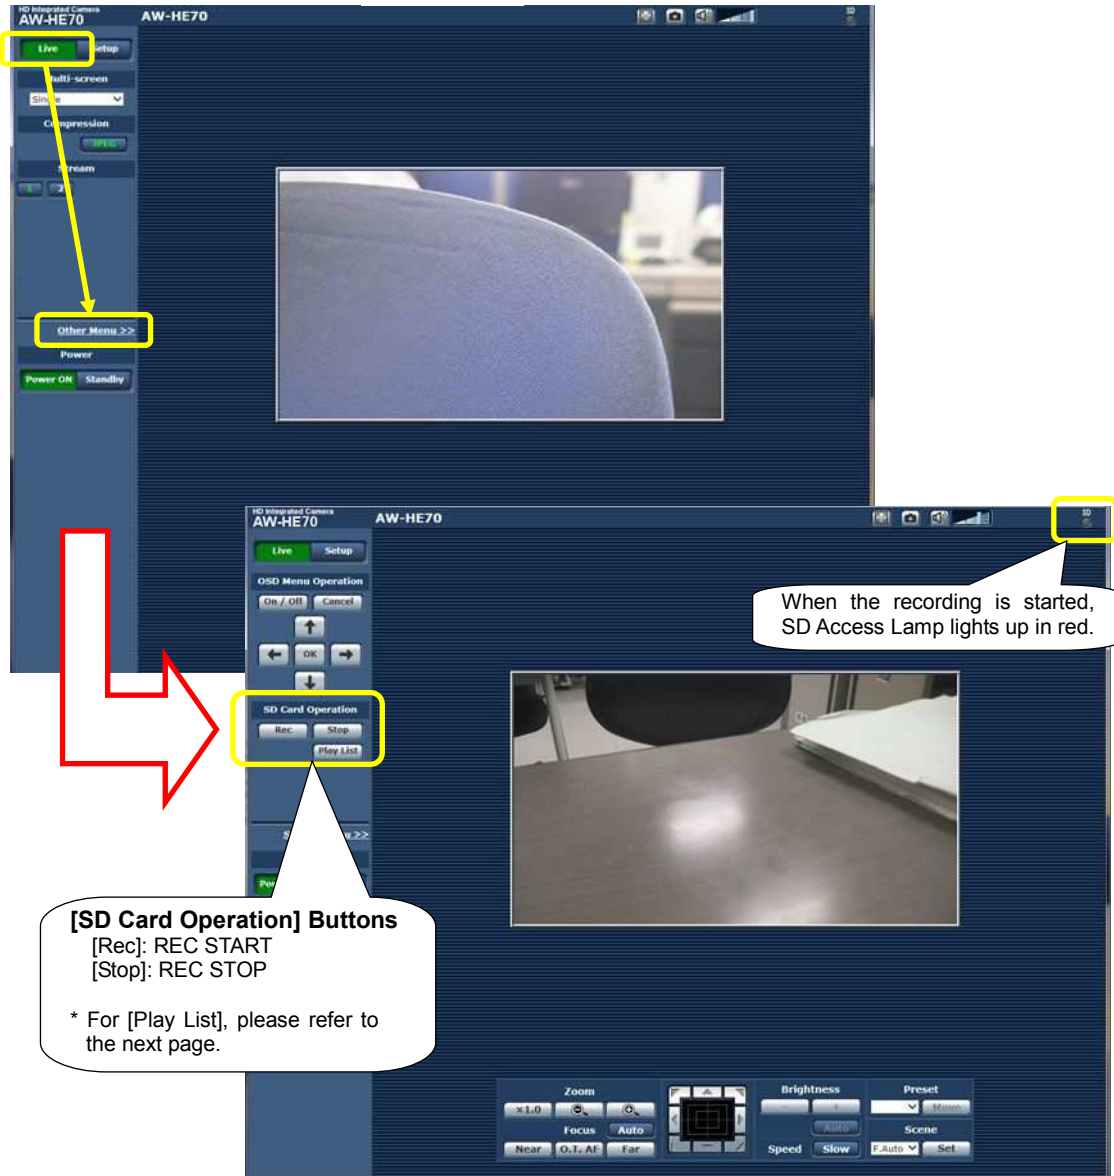 HD Integrated Camera
AW-HE70
AW-HE70
SD
Live Setup
Multi-screen
Single
Compression
JPEG
Stream
1 2
Other Menu >>
Power
Power ON Standby
HD Integrated Camera
AW-HE70
AW-HE70
SD
Live Setup
OSD Menu Operation
On / Off Cancel
OK
SD Card Operation
Rec Stop
Play List
When the recording is started,
SD Access Lamp lights up in red.
[SD Card Operation] Buttons
[Rec]: REC START
[Stop]: REC STOP
* For [Play List], please refer to
the next page.
Zoom
×1.0
Focus Auto
Near O.T. AF Far
Brightness
- +
Auto
Speed Slow
Preset
Move
Scene
F.Auto Set